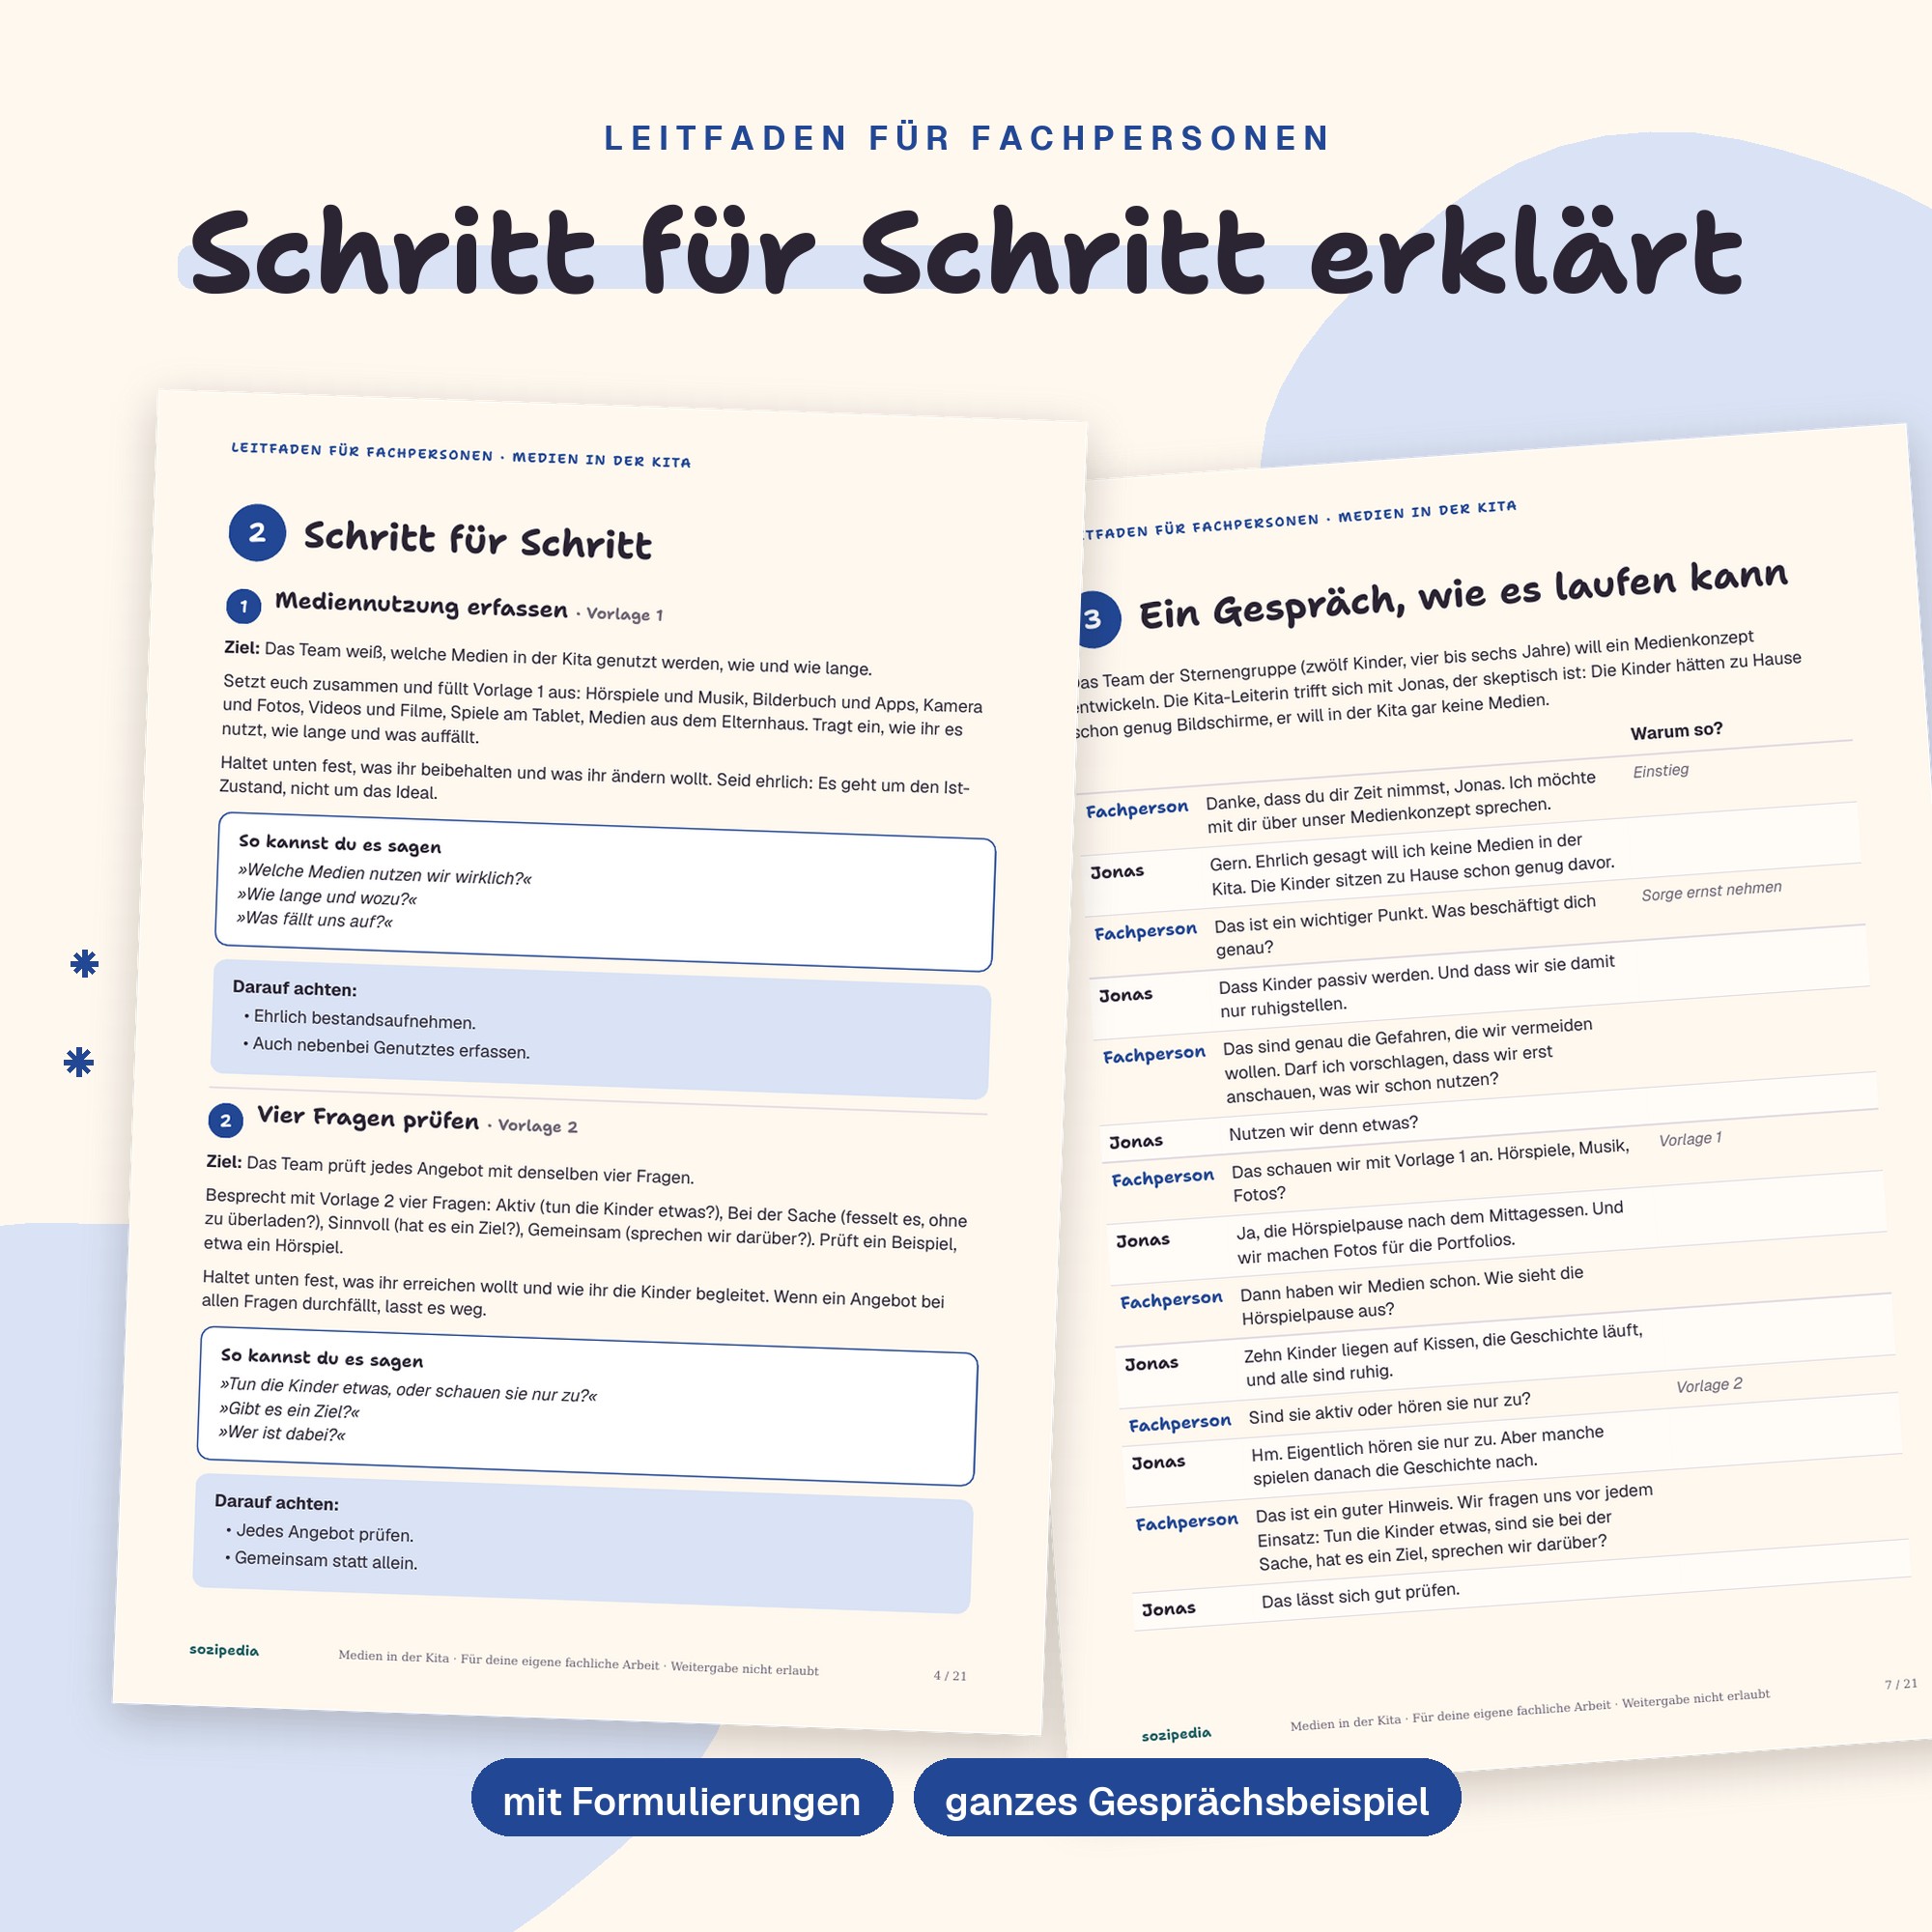 LEITFADEN FÜR FACHPERSONEN
Schritt für Schritt erklärt
LEITFADEN FÜR FACHPERSONEN · MEDIEN IN DER KITA
2 Schritt für Schritt
1 Mediennutzung erfassen · Vorlage 1
Ziel: Das Team weiß, welche Medien in der Kita genutzt werden, wie und wie lange.
Setzt euch zusammen und füllt Vorlage 1 aus: Hörspiele und Musik, Bilderbuch und Apps, Kamera
und Fotos, Videos und Filme, Spiele am Tablet, Medien aus dem Elternhaus. Tragt ein, wie ihr es
nutzt, wie lange und was auffällt.
Haltet unten fest, was ihr beibehalten und was ihr ändern wollt. Seid ehrlich: Es geht um den Ist-
Zustand, nicht um das Ideal.
So kannst du es sagen
»Welche Medien nutzen wir wirklich?«
»Wie lange und wozu?«
»Was fällt uns auf?«
Darauf achten:
• Ehrlich bestandsaufnehmen.
• Auch nebenbei Genutztes erfassen.
2 Vier Fragen prüfen · Vorlage 2
Ziel: Das Team prüft jedes Angebot mit denselben vier Fragen.
Besprecht mit Vorlage 2 vier Fragen: Aktiv (tun die Kinder etwas?), Bei der Sache (fesselt es, ohne
zu überladen?), Sinnvoll (hat es ein Ziel?), Gemeinsam (sprechen wir darüber?). Prüft ein Beispiel,
etwa ein Hörspiel.
Haltet unten fest, was ihr erreichen wollt und wie ihr die Kinder begleitet. Wenn ein Angebot bei
allen Fragen durchfällt, lasst es weg.
So kannst du es sagen
»Tun die Kinder etwas, oder schauen sie nur zu?«
»Gibt es ein Ziel?«
»Wer ist dabei?«
Darauf achten:
• Jedes Angebot prüfen.
• Gemeinsam statt allein.
sozipedia Medien in der Kita · Für deine eigene fachliche Arbeit · Weitergabe nicht erlaubt 4 / 21
TFADEN FÜR FACHPERSONEN · MEDIEN IN DER KITA
3 Ein Gespräch, wie es laufen kann
Das Team der Sternengruppe (zwölf Kinder, vier bis sechs Jahre) will ein Medienkonzept
entwickeln. Die Kita-Leiterin trifft sich mit Jonas, der skeptisch ist: Die Kinder hätten zu Hause
schon genug Bildschirme, er will in der Kita gar keine Medien.
Warum so?
Fachperson Danke, dass du dir Zeit nimmst, Jonas. Ich möchte Einstieg
mit dir über unser Medienkonzept sprechen.
Jonas Gern. Ehrlich gesagt will ich keine Medien in der
Kita. Die Kinder sitzen zu Hause schon genug davor.
Fachperson Das ist ein wichtiger Punkt. Was beschäftigt dich Sorge ernst nehmen
genau?
Jonas Dass Kinder passiv werden. Und dass wir sie damit
nur ruhigstellen.
Fachperson Das sind genau die Gefahren, die wir vermeiden
wollen. Darf ich vorschlagen, dass wir erst
anschauen, was wir schon nutzen?
Jonas Nutzen wir denn etwas?
Fachperson Das schauen wir mit Vorlage 1 an. Hörspiele, Musik, Vorlage 1
Fotos?
Jonas Ja, die Hörspielpause nach dem Mittagessen. Und
wir machen Fotos für die Portfolios.
Fachperson Dann haben wir Medien schon. Wie sieht die
Hörspielpause aus?
Jonas Zehn Kinder liegen auf Kissen, die Geschichte läuft,
und alle sind ruhig.
Fachperson Sind sie aktiv oder hören sie nur zu? Vorlage 2
Jonas Hm. Eigentlich hören sie nur zu. Aber manche
spielen danach die Geschichte nach.
Fachperson Das ist ein guter Hinweis. Wir fragen uns vor jedem
Einsatz: Tun die Kinder etwas, sind sie bei der
Sache, hat es ein Ziel, sprechen wir darüber?
Jonas Das lässt sich gut prüfen.
sozipedia Medien in der Kita · Für deine eigene fachliche Arbeit · Weitergabe nicht erlaubt 7 / 21
mit Formulierungen
ganzes Gesprächsbeispiel